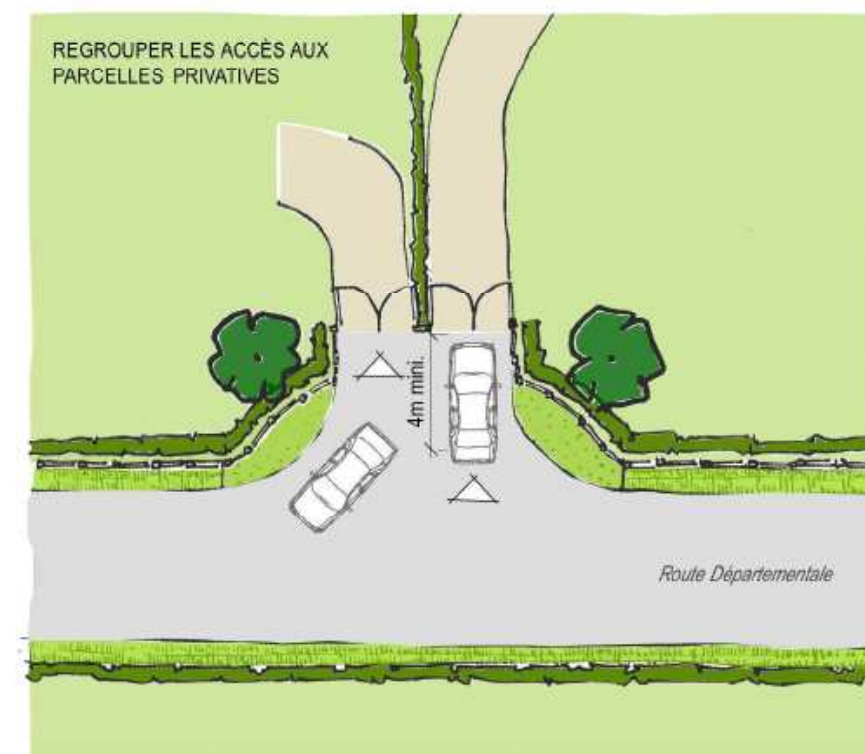 REGROUPER LES ACCÈS AUX
PARCELLES PRIVATIVES
4m mini.
Route Départementale